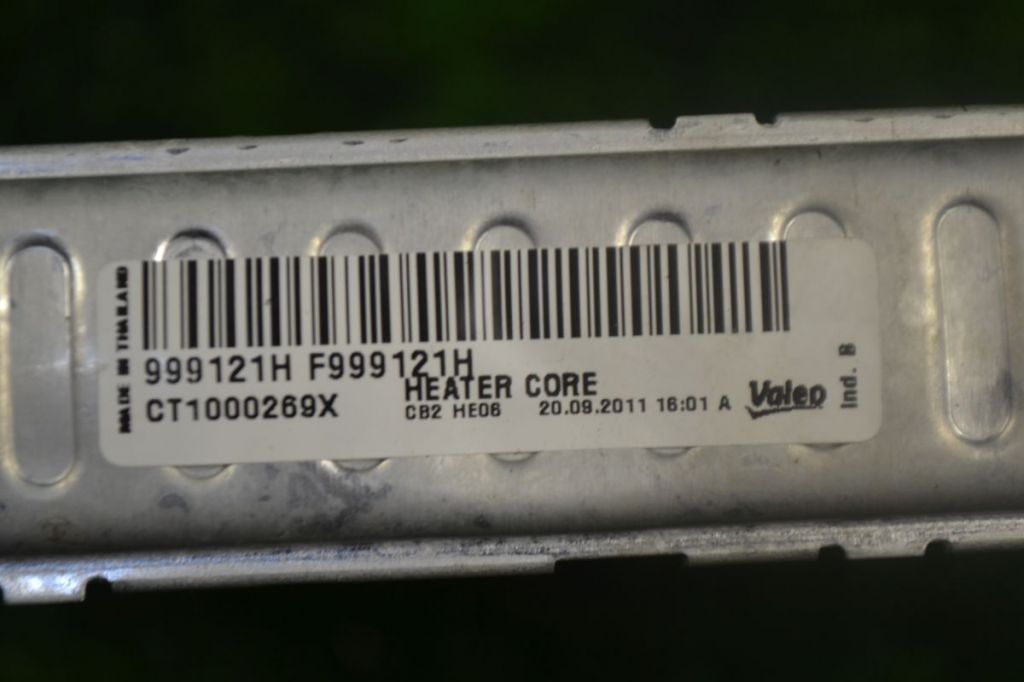 MADE IN THAILAND
999121H F999121H
HEATER CORE
CT1000269X
CB2 HE06 20.09.2011 16:01 A
Valeo
Ind. B